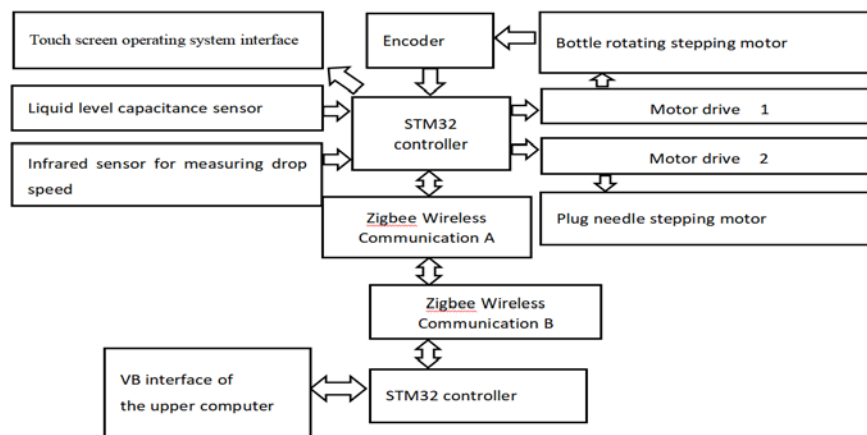 Touch screen operating system interface
Encoder
Bottle rotating stepping motor
Liquid level capacitance sensor
STM32
controller
Motor drive 1
Infrared sensor for measuring drop
speed
Motor drive 2
Zigbee Wireless
Communication A
Plug needle stepping motor
Zigbee Wireless
Communication B
VB interface of
the upper computer
STM32 controller